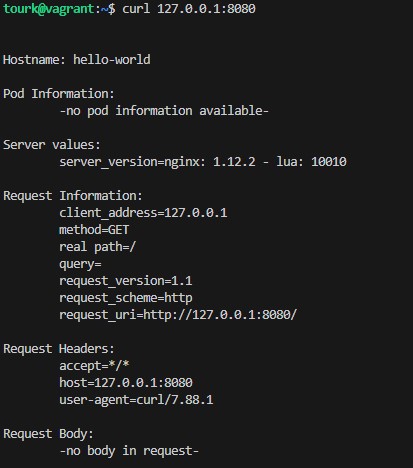 tourk@vagrant:~$ curl 127.0.0.1:8080
Hostname: hello-world
Pod Information:
-no pod information available-
Server values:
server_version=nginx: 1.12.2 - lua: 10010
Request Information:
client_address=127.0.0.1
method=GET
real path=/
query=
request_version=1.1
request_scheme=http
request_uri=http://127.0.0.1:8080/
Request Headers:
accept=*/*
host=127.0.0.1:8080
user-agent=curl/7.88.1
Request Body:
-no body in request-